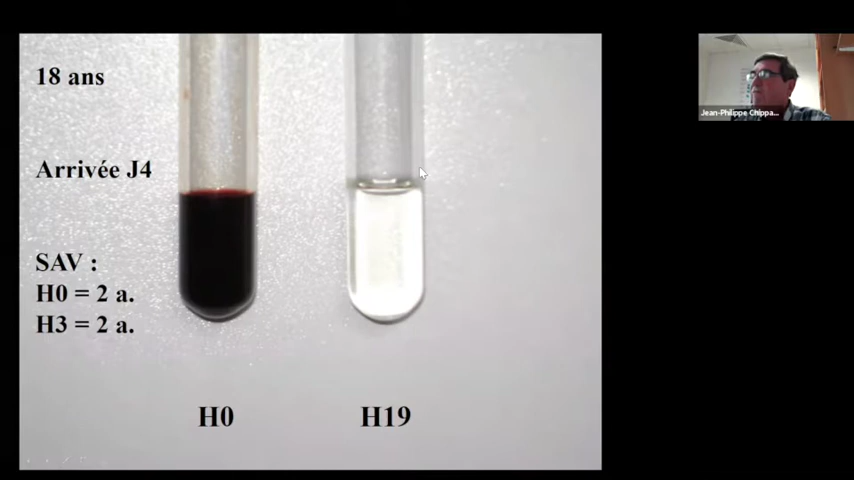 18 ans
Arrivée J4
SAV :
H0 = 2 a.
H3 = 2 a.
H0
H19
Jean-Philippe Chippa...